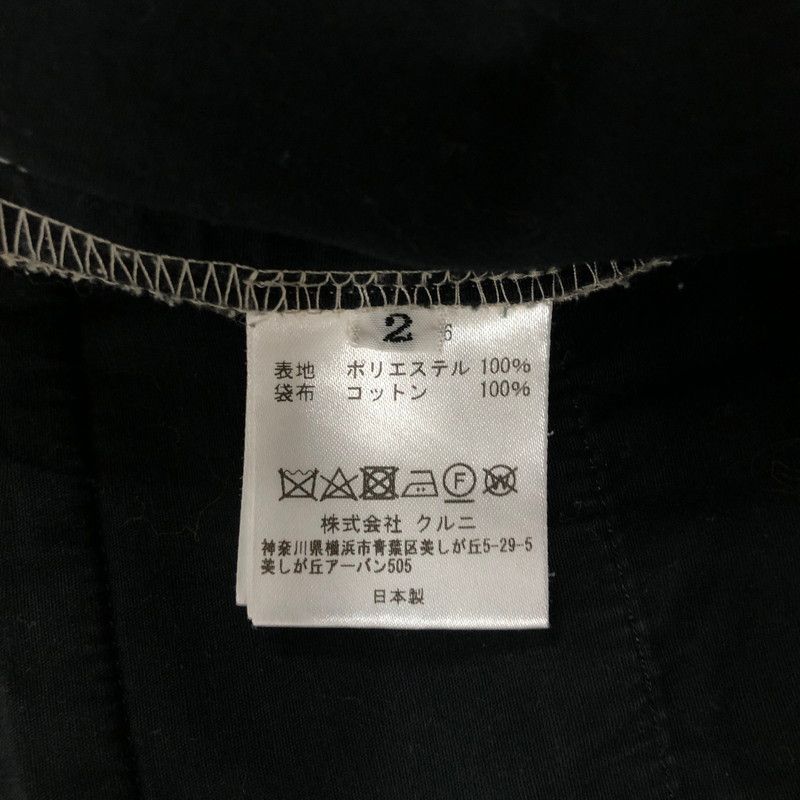 2 6
表地 ポリエステル 100%
袋布 コットン 100%
F W
株式会社 クルニ
神奈川県横浜市青葉区美しが丘5-29-5
美しが丘アーバン505
日本製